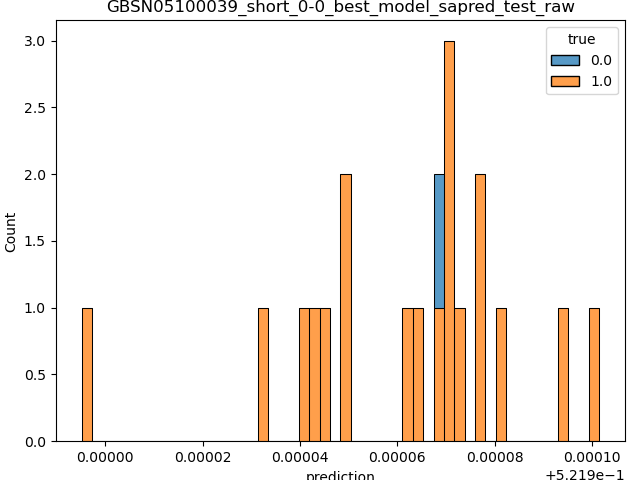 GBSN05100039_short_0-0_best_model_sapred_test_raw
3.0
2.5
2.0
1.5
1.0
0.5
0.0
Count
true
0.0
1.0
0.00000 0.00002 0.00004 0.00006 0.00008 0.00010
prediction
+5.219e−1